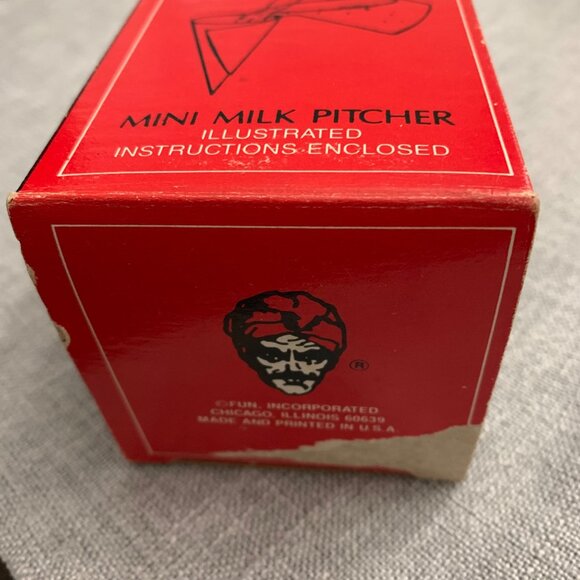 MINI MILK PITCHER
ILLUSTRATED
INSTRUCTIONS ENCLOSED
®
©FUN, INCORPORATED
CHICAGO, ILLINOIS 60639
MADE AND PRINTED IN U.S.A